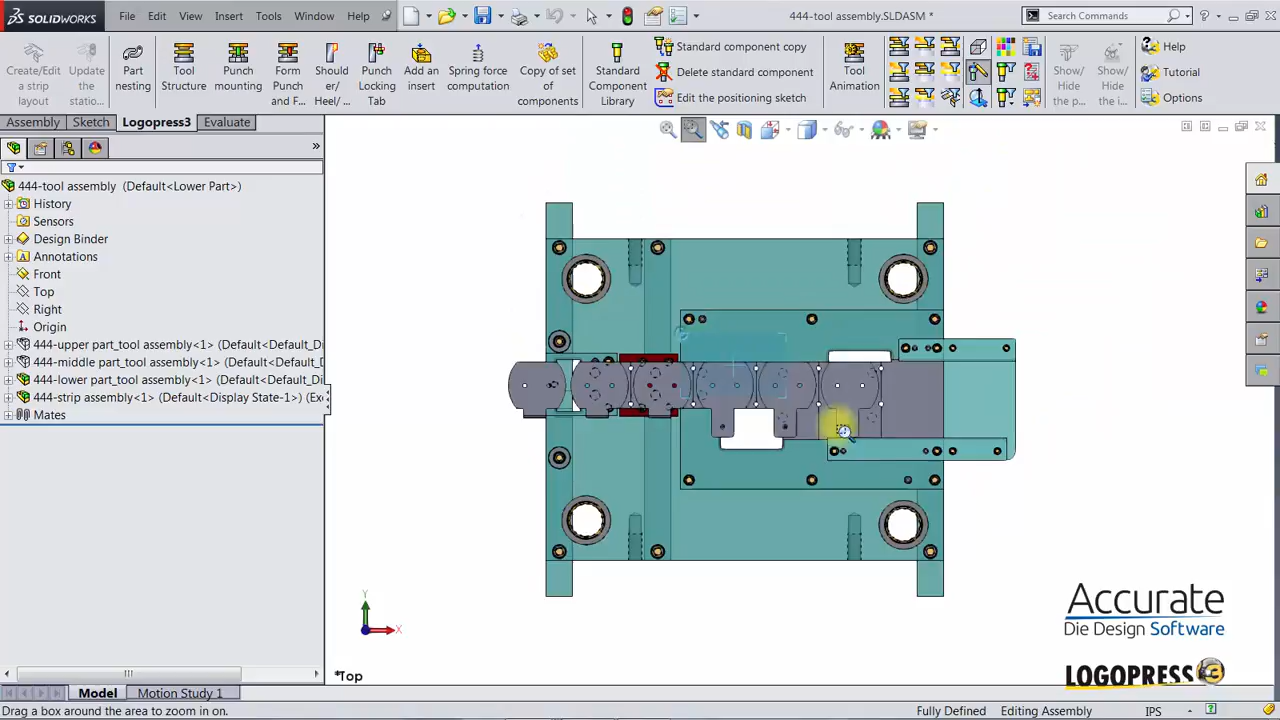 SOLIDWORKS File Edit View Insert Tools Window Help 444-tool assembly.SLDASM * Search Commands
Create/Edit a strip layout
Update the statio...
Part nesting
Tool Structure
Punch mounting
Form Punch and F...
Should er/ Heel/ ...
Punch Locking Tab
Add an insert
Spring force computation
Copy of set of components
Standard Component Library
Standard component copy
Delete standard component
Edit the positioning sketch
Tool Animation
Show/ Hide the p...
Show/ Hide the i...
Help
Tutorial
Options
Assembly Sketch Logopress3 Evaluate
444-tool assembly (Default<Lower Part>)
History
Sensors
Design Binder
Annotations
Front
Top
Right
Origin
444-upper part_tool assembly<1> (Default<Default_Di
444-middle part_tool assembly<1> (Default<Default_D
444-lower part_tool assembly<1> (Default<Default_Di
444-strip assembly<1> (Default<Display State-1>) (Exc
Mates
Y
X
*Top
Accurate
Die Design Software
LOGOPRESS3
Model Motion Study 1
Drag a box around the area to zoom in on. Fully Defined Editing Assembly IPS